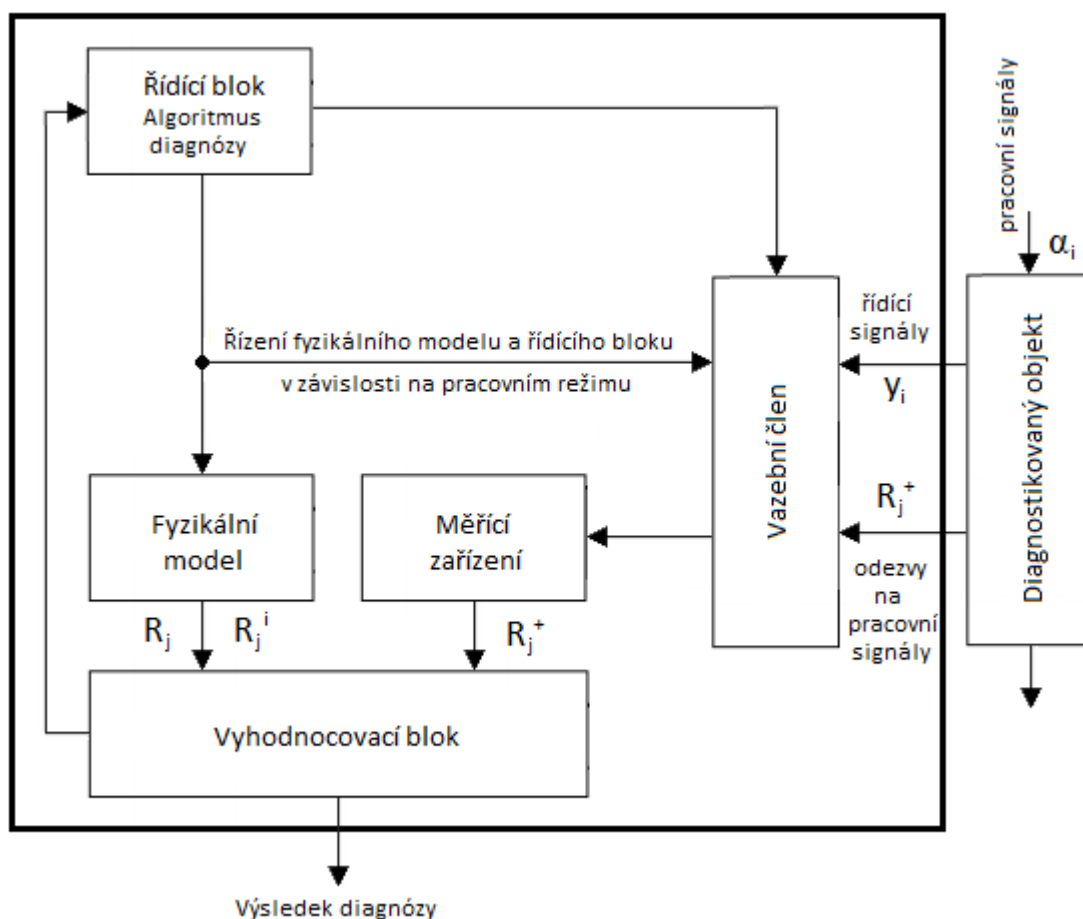 Řídící blok
Algoritmus
diagnózy
pracovní signály
α_i
Řízení fyzikálního modelu a řídícího bloku
v závislosti na pracovním režimu
Vazební člen
řídící
signály
y_i
R_j^+
odezvy
na
pracovní
signály
Diagnostikovaný objekt
Fyzikální
model
Měřící
zařízení
R_j R_j^i
R_j^+
Vyhodnocovací blok
Výsledek diagnózy